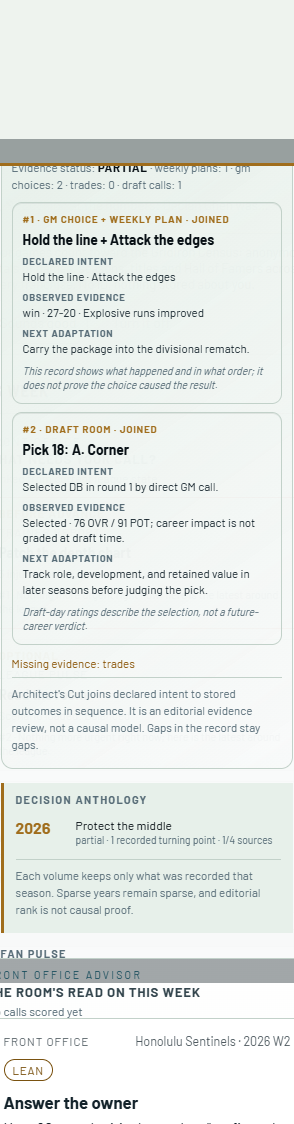 Evidence status: PARTIAL · weekly plans: 1 · gm
choices: 2 · trades: 0 · draft calls: 1
#1 · GM CHOICE + WEEKLY PLAN · JOINED
Hold the line + Attack the edges
DECLARED INTENT
Hold the line · Attack the edges
OBSERVED EVIDENCE
win · 27-20 · Explosive runs improved
NEXT ADAPTATION
Carry the package into the divisional rematch.
This record shows what happened and in what order; it
does not prove the choice caused the result.
#2 · DRAFT ROOM · JOINED
Pick 18: A. Corner
DECLARED INTENT
Selected DB in round 1 by direct GM call.
OBSERVED EVIDENCE
Selected · 76 OVR / 91 POT; career impact is not
graded at draft time.
NEXT ADAPTATION
Track role, development, and retained value in
later seasons before judging the pick.
Draft-day ratings describe the selection, not a future-
career verdict.
Missing evidence: trades
Architect's Cut joins declared intent to stored
outcomes in sequence. It is editorial evidence
review, not a causal model. Gaps in the record stay
gaps.
DECISION ANTHOLOGY
2026 Protect the middle
partial · 1 recorded turning point · 1/4 sources
Each volume keeps only what was recorded that
season. Sparse years remain sparse, and editorial
rank is not causal proof.
FAN PULSE
RONT OFFICE ADVISOR
HE ROOM'S READ ON THIS WEEK
calls scored yet
FRONT OFFICE Honolulu Sentinels · 2026 W2
LEAN
Answer the owner